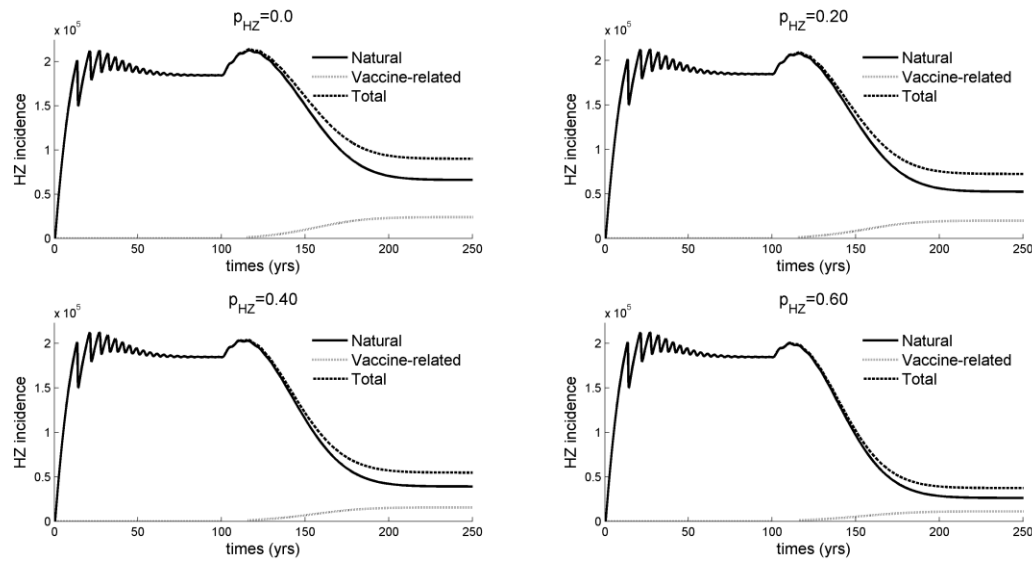 p_HZ=0.0
x 10^5
2
1.5
1
0.5
0
HZ incidence
Natural
Vaccine-related
Total
0 50 100 150 200 250
times (yrs)
p_HZ=0.20
x 10^5
2
1.5
1
0.5
0
HZ incidence
Natural
Vaccine-related
Total
0 50 100 150 200 250
times (yrs)
p_HZ=0.40
x 10^5
2
1.5
1
0.5
0
HZ incidence
Natural
Vaccine-related
Total
0 50 100 150 200 250
times (yrs)
p_HZ=0.60
x 10^5
2
1.5
1
0.5
0
HZ incidence
Natural
Vaccine-related
Total
0 50 100 150 200 250
times (yrs)